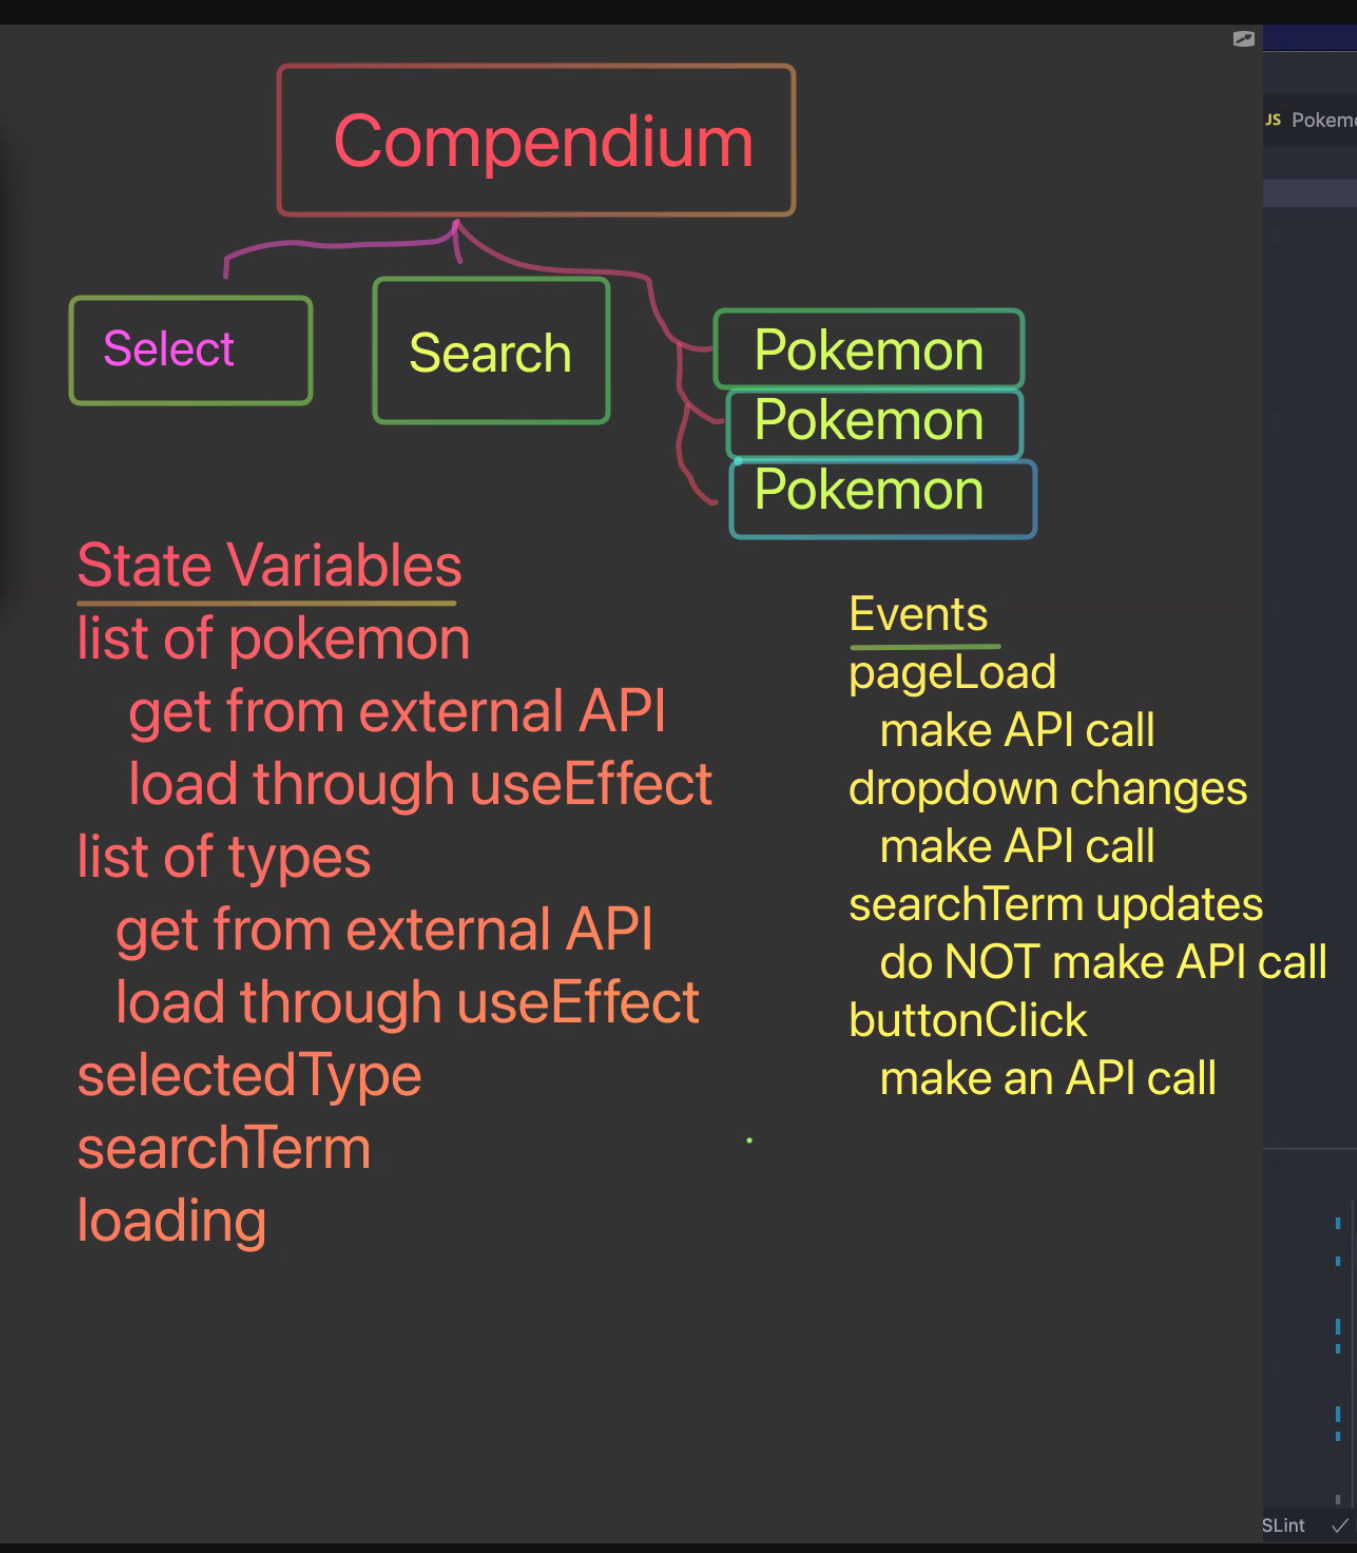 Compendium
Select
Search
Pokemon
Pokemon
Pokemon
State Variables
list of pokemon
get from external API
load through useEffect
list of types
get from external API
load through useEffect
selectedType
searchTerm
loading
Events
pageLoad
make API call
dropdown changes
make API call
searchTerm updates
do NOT make API call
buttonClick
make an API call
JS Pokem
SLint